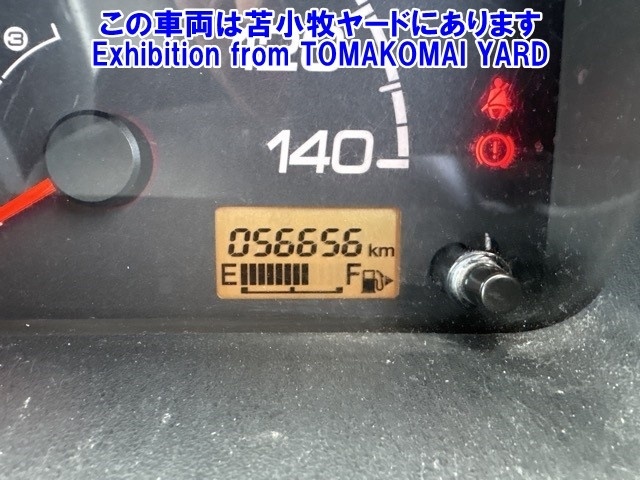 この車両は苫小牧ヤードにあります
Exhibition from TOMAKOMAI YARD
120
140
056656 km
E F